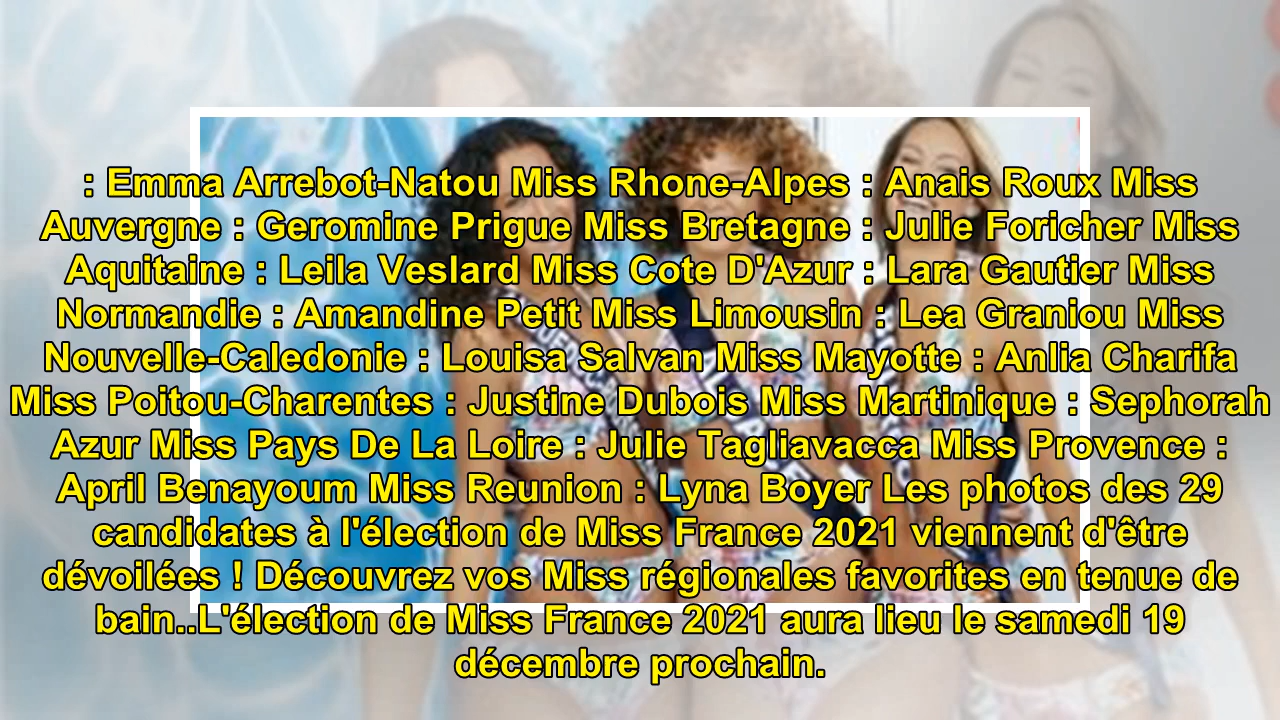 : Emma Arrebot-Natou Miss Rhone-Alpes : Anais Roux Miss
Auvergne : Geromine Prigue Miss Bretagne : Julie Foricher Miss
Aquitaine : Leila Veslard Miss Cote D'Azur : Lara Gautier Miss
Normandie : Amandine Petit Miss Limousin : Lea Graniou Miss
Nouvelle-Caledonie : Louisa Salvan Miss Mayotte : Anlia Charifa
Miss Poitou-Charentes : Justine Dubois Miss Martinique : Sephorah
Azur Miss Pays De La Loire : Julie Tagliavacca Miss Provence :
April Benayoum Miss Reunion : Lyna Boyer Les photos des 29
candidates à l'élection de Miss France 2021 viennent d'être
dévoilées ! Découvrez vos Miss régionales favorites en tenue de
bain..L'élection de Miss France 2021 aura lieu le samedi 19
décembre prochain.